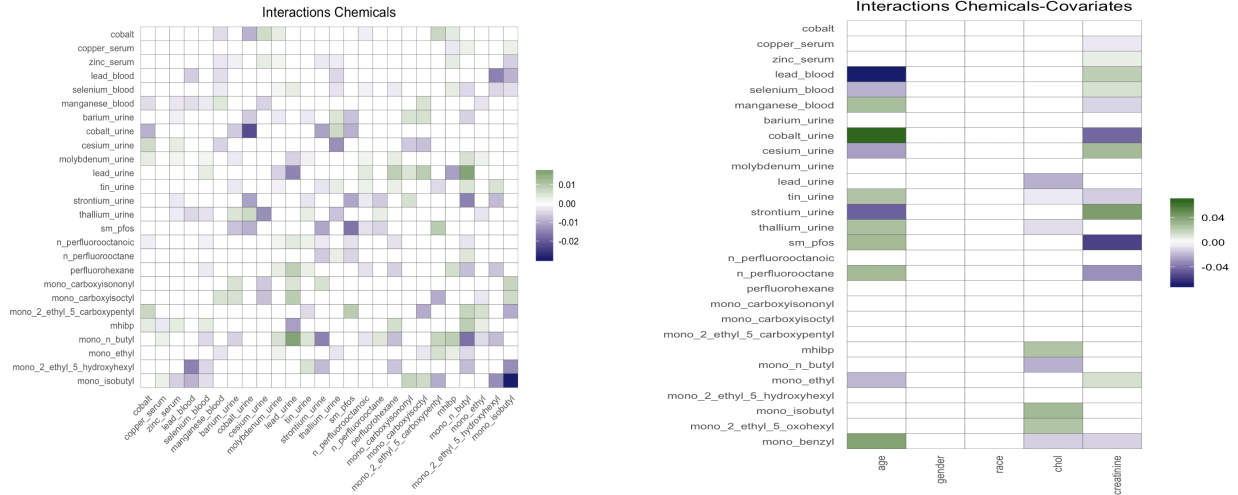 Interactions Chemicals
cobalt
copper_serum
zinc_serum
lead_blood
selenium_blood
manganese_blood
barium_urine
cobalt_urine
cesium_urine
molybdenum_urine
lead_urine
tin_urine
strontium_urine
thallium_urine
sm_pfos
n_perfluorooctanoic
n_perfluorooctane
perfluorohexane
mono_carboxyisononyl
mono_carboxyisoctyl
mono_2_ethyl_5_carboxypentyl
mhibp
mono_n_butyl
mono_ethyl
mono_2_ethyl_5_hydroxyhexyl
mono_isobutyl
cobalt
copper_serum
zinc_serum
lead_blood
selenium_blood
manganese_blood
barium_urine
cobalt_urine
cesium_urine
molybdenum_urine
lead_urine
tin_urine
strontium_urine
thallium_urine
sm_pfos
n_perfluorooctanoic
n_perfluorooctane
perfluorohexane
mono_carboxyisononyl
mono_carboxyisoctyl
mono_2_ethyl_5_carboxypentyl
mhibp
mono_n_butyl
mono_ethyl
mono_2_ethyl_5_hydroxyhexyl
mono_isobutyl
0.01
0.00
-0.01
-0.02
Interactions Chemicals-Covariates
cobalt
copper_serum
zinc_serum
lead_blood
selenium_blood
manganese_blood
barium_urine
cobalt_urine
cesium_urine
molybdenum_urine
lead_urine
tin_urine
strontium_urine
thallium_urine
sm_pfos
n_perfluorooctanoic
n_perfluorooctane
perfluorohexane
mono_carboxyisononyl
mono_carboxyisoctyl
mono_2_ethyl_5_carboxypentyl
mhibp
mono_n_butyl
mono_ethyl
mono_2_ethyl_5_hydroxyhexyl
mono_isobutyl
mono_2_ethyl_5_oxohexyl
mono_benzyl
age
gender
race
chol
creatinine
0.04
0.00
-0.04